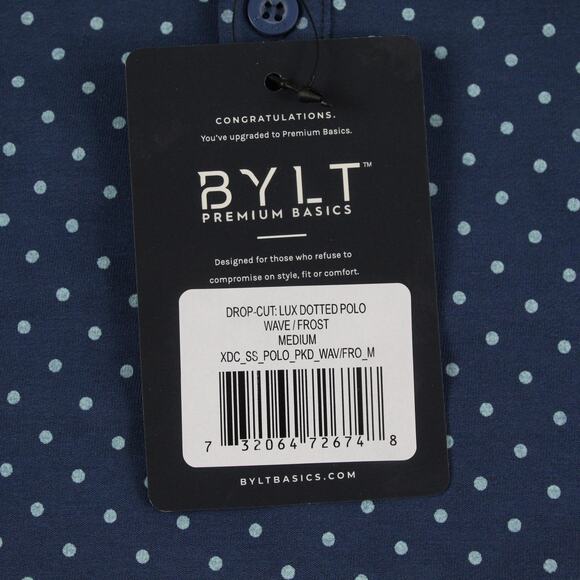 CONGRATULATIONS.
You've upgraded to Premium Basics.
BYLT™
PREMIUM BASICS
Designed for those who refuse to
compromise on style, fit or comfort.
DROP-CUT: LUX DOTTED POLO
WAVE / FROST
MEDIUM
XDC_SS_POLO_PKD_WAV/FRO_M
7 32064 72674 8
BYLTBASICS.COM